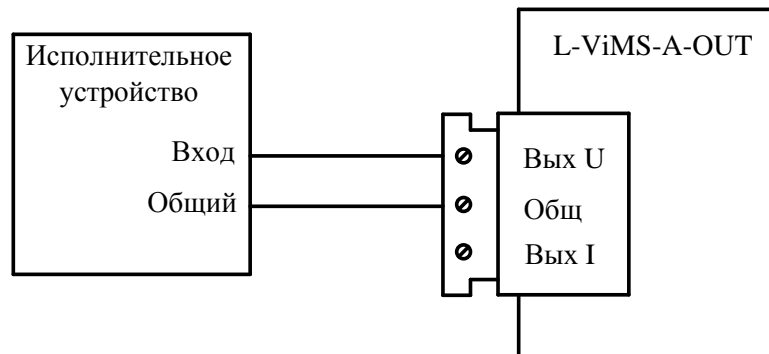 Исполнительное
устройство
Вход
Общий
L-ViMS-A-OUT
Вых U
Общ
Вых I